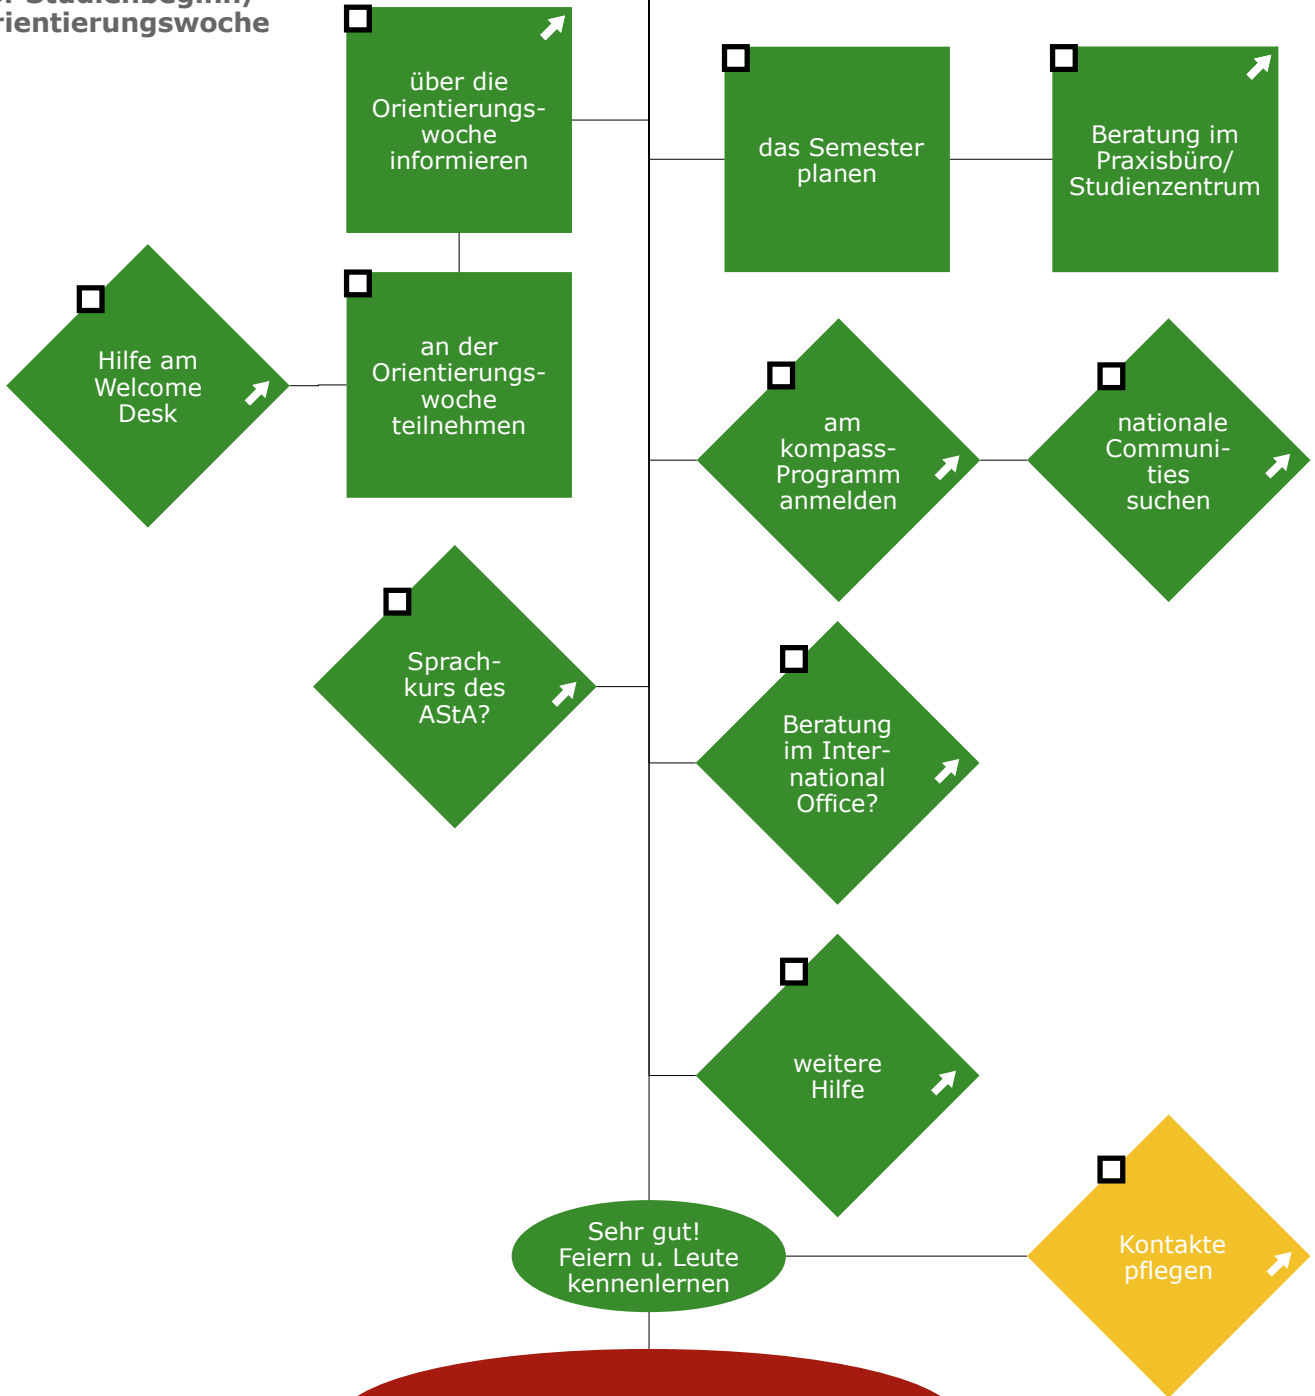 rientierungswoche
über die
Orientierungs-
woche
informieren
das Semester
planen
Beratung im
Praxisbüro/
Studienzentrum
Hilfe am
Welcome
Desk
an der
Orientierungs-
woche
teilnehmen
am
kompass-
Programm
anmelden
nationale
Communi-
ties
suchen
Sprach-
kurs des
AStA?
Beratung
im Inter-
national
Office?
weitere
Hilfe
Sehr gut!
Feiern u. Leute
kennenlernen
Kontakte
pflegen